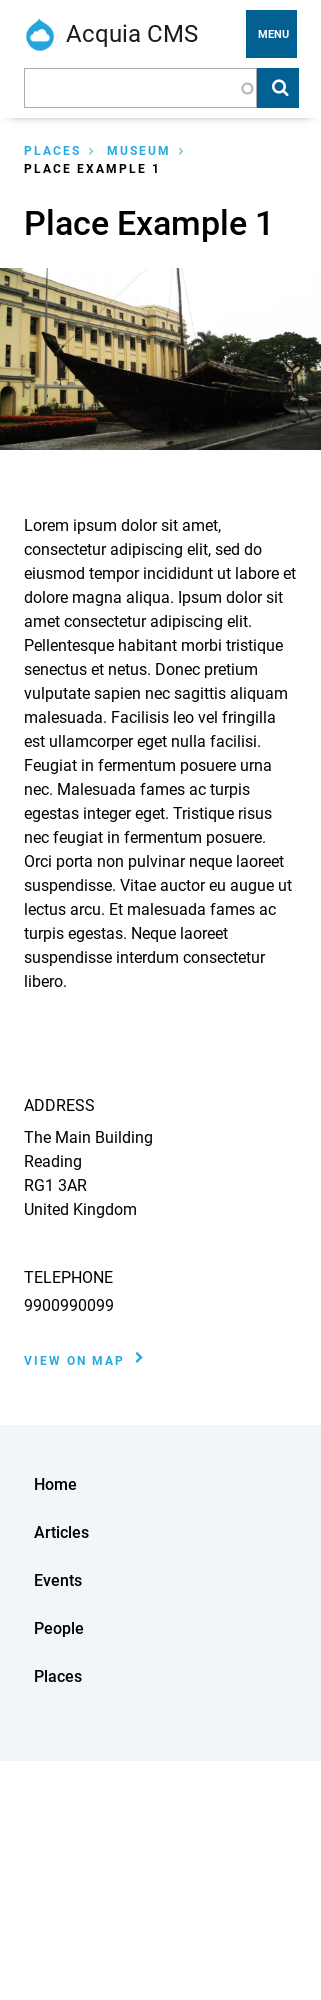 Acquia CMS
MENU
PLACES
MUSEUM
PLACE EXAMPLE 1
Place Example 1
Lorem ipsum dolor sit amet,
consectetur adipiscing elit, sed do
eiusmod tempor incididunt ut labore et
dolore magna aliqua. Ipsum dolor sit
amet consectetur adipiscing elit.
Pellentesque habitant morbi tristique
senectus et netus. Donec pretium
vulputate sapien nec sagittis aliquam
malesuada. Facilisis leo vel fringilla
est ullamcorper eget nulla facilisi.
Feugiat in fermentum posuere urna
nec. Malesuada fames ac turpis
egestas integer eget. Tristique risus
nec feugiat in fermentum posuere.
Orci porta non pulvinar neque laoreet
suspendisse. Vitae auctor eu augue ut
lectus arcu. Et malesuada fames ac
turpis egestas. Neque laoreet
suspendisse interdum consectetur
libero.
ADDRESS
The Main Building
Reading
RG1 3AR
United Kingdom
TELEPHONE
9900990099
VIEW ON MAP
Home
Articles
Events
People
Places